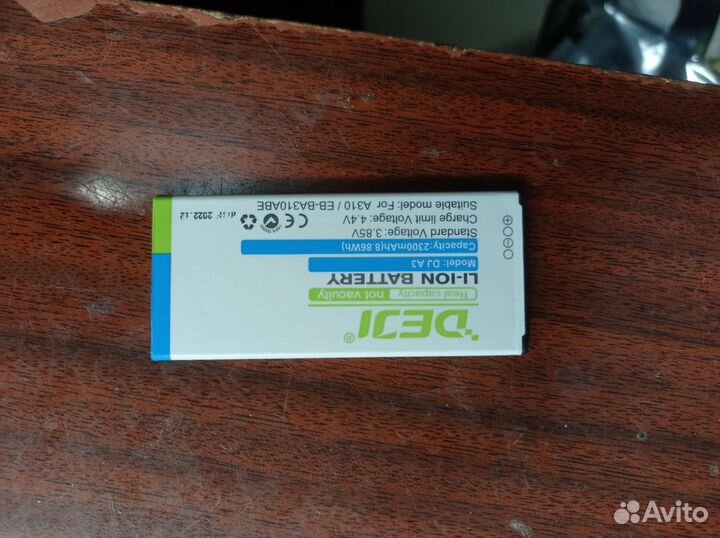 DEJI®
Real capacity not vacuity
LI-ION BATTERY
Model: DJ A3
Capacity:2300mAh(8.86Wh)
Standard Voltage: 3.85V
Charge limit Voltage: 4.4V
Suitable model: For A310 / EB-BA310ABE
CE
2022.12
Avito